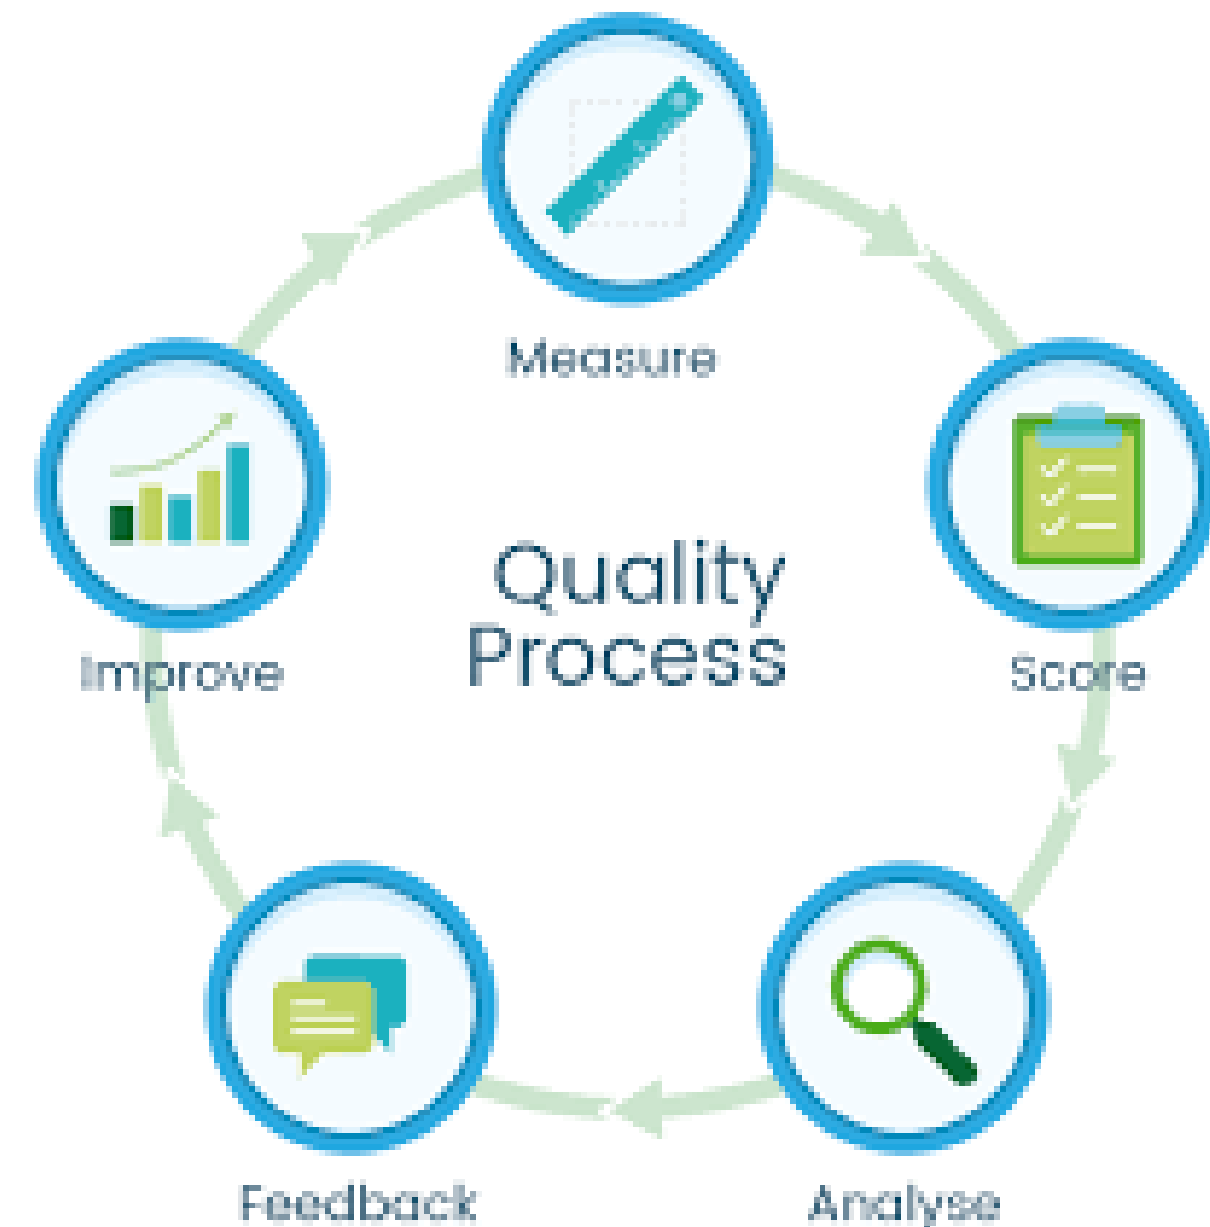 Measure
Quality
Process
Improve
Score
Feedback
Analyse